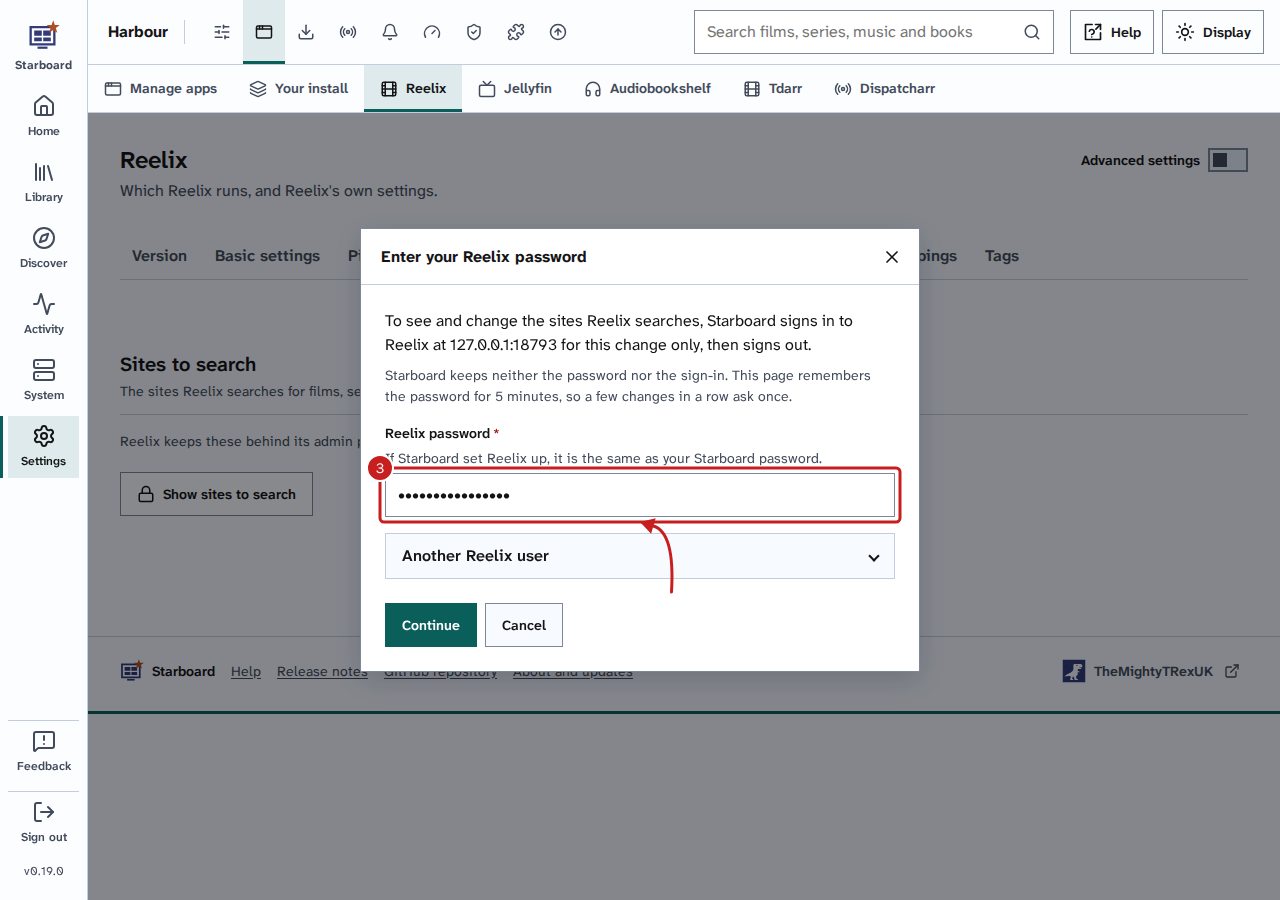 Starboard
Home
Library
Discover
Activity
System
Settings
Feedback
Sign out
v0.19.0
Harbour
Search films, series, music and books
Help
Display
Manage apps
Your install
Reelix
Jellyfin
Audiobookshelf
Tdarr
Dispatcharr
Reelix
Advanced settings
Which Reelix runs, and Reelix's own settings.
Version
Basic settings
Tags
Sites to search
The sites Reelix searches for films, se
Reelix keeps these behind its admin p
Show sites to search
Enter your Reelix password
To see and change the sites Reelix searches, Starboard signs in to
Reelix at 127.0.0.1:18793 for this change only, then signs out.
Starboard keeps neither the password nor the sign-in. This page remembers
the password for 5 minutes, so a few changes in a row ask once.
Reelix password *
If Starboard set Reelix up, it is the same as your Starboard password.
3
••••••••••••••••
Another Reelix user
Continue
Cancel
Starboard
Help
Release notes
GitHub repository
About and updates
TheMightyTRexUK